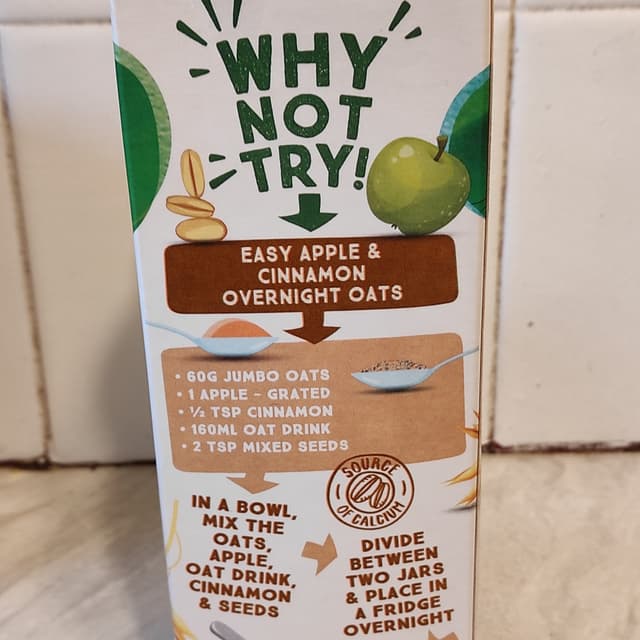 WHY
NOT
TRY!
EASY APPLE &
CINNAMON
OVERNIGHT OATS
• 60G JUMBO OATS
• 1 APPLE – GRATED
• ½ TSP CINNAMON
• 160ML OAT DRINK
• 2 TSP MIXED SEEDS
SOURCE
OF CALCIUM
IN A BOWL,
MIX THE
OATS,
APPLE,
OAT DRINK,
CINNAMON
& SEEDS
DIVIDE
BETWEEN
TWO JARS
& PLACE IN
A FRIDGE
OVERNIGHT